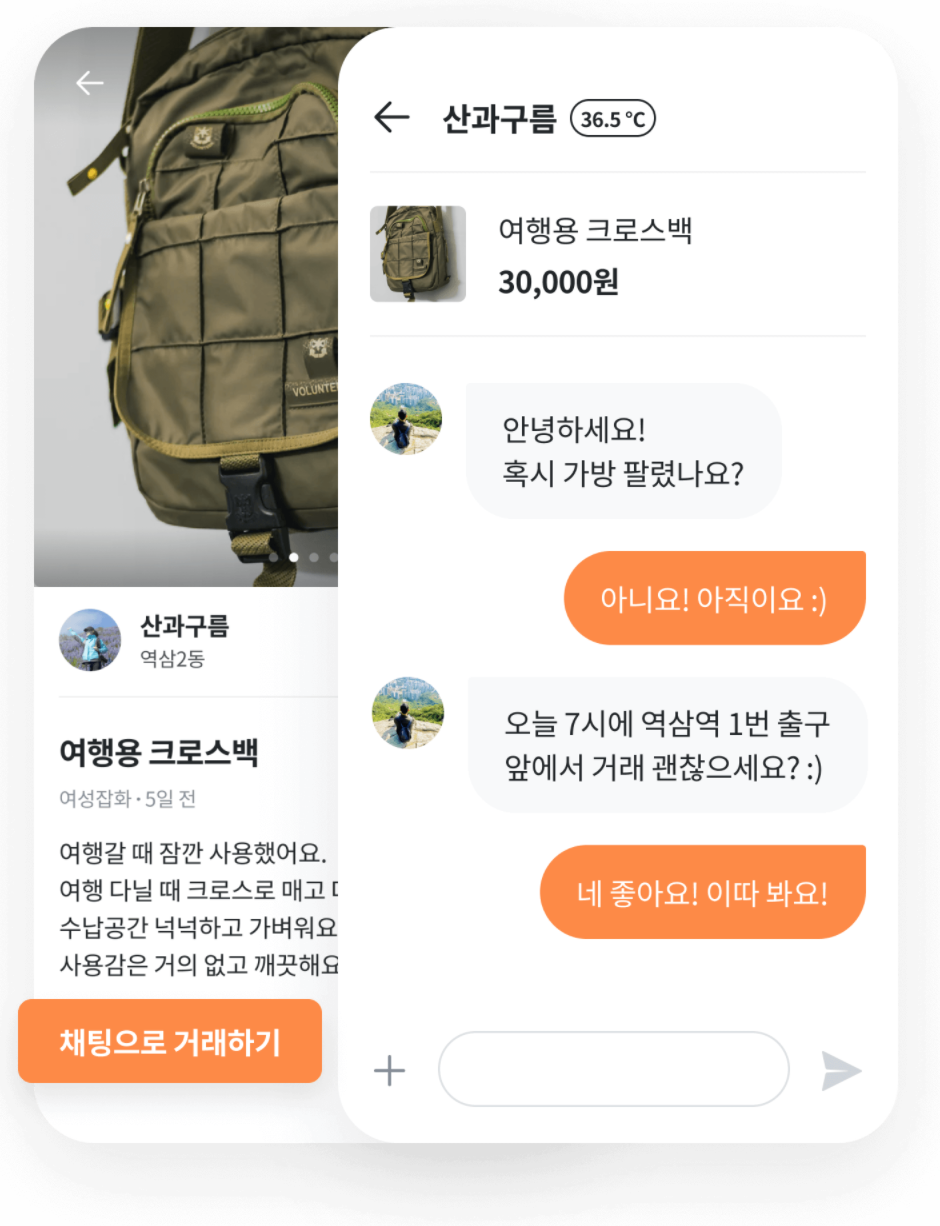 VOLUNTE
산과구름
역삼2동
여행용 크로스백
여성잡화 · 5일 전
여행갈 때 잠깐 사용했어요.
여행 다닐 때 크로스로 매고
수납공간 넉넉하고 가벼워요
사용감은 거의 없고 깨끗해요
채팅으로 거래하기
산과구름 36.5 °C
여행용 크로스백
30,000원
안녕하세요!
혹시 가방 팔렸나요?
아니요! 아직이요 :)
오늘 7시에 역삼역 1번 출구
앞에서 거래 괜찮으세요? :)
네 좋아요! 이따 봐요!